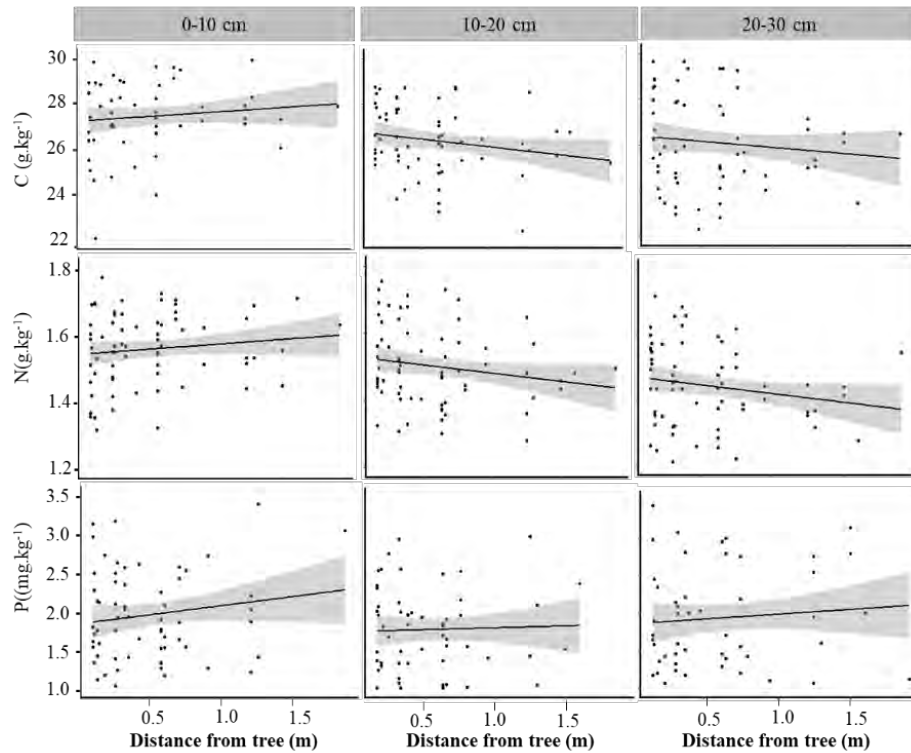 0-10 cm 10-20 cm 20-30 cm
C (g.kg⁻¹)
30
28
26
24
22
N(g.kg⁻¹)
1.8
1.6
1.4
1.2
P((mg.kg⁻¹)
3.5
3.0
2.5
2.0
1.5
1.0
0.5 1.0 1.5 0.5 1.0 1.5 0.5 1.0 1.5
Distance from tree (m) Distance from tree (m) Distance from tree (m)